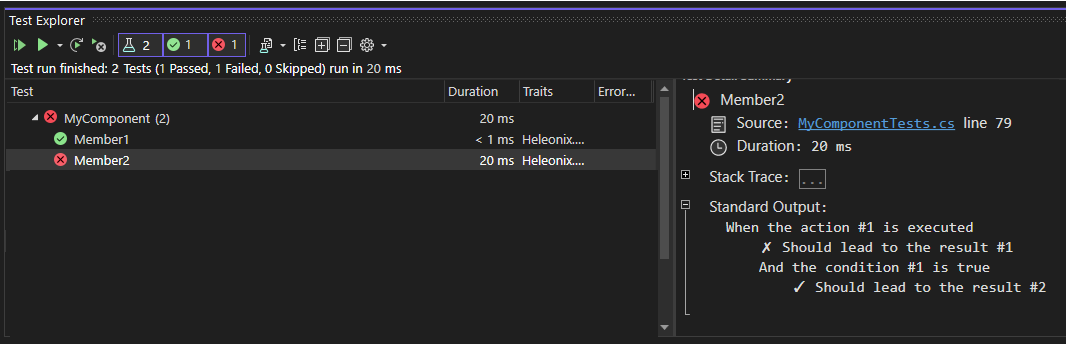 Test Explorer
2 1 1
Test run finished: 2 Tests (1 Passed, 1 Failed, 0 Skipped) run in 20 ms
Test Duration Traits Error...
MyComponent (2) 20 ms
Member1 < 1 ms Heleonix....
Member2 20 ms Heleonix....
Member2
Source: MyComponentTests.cs line 79
Duration: 20 ms
Stack Trace: ...
Standard Output:
When the action #1 is executed
✗ Should lead to the result #1
And the condition #1 is true
✓ Should lead to the result #2